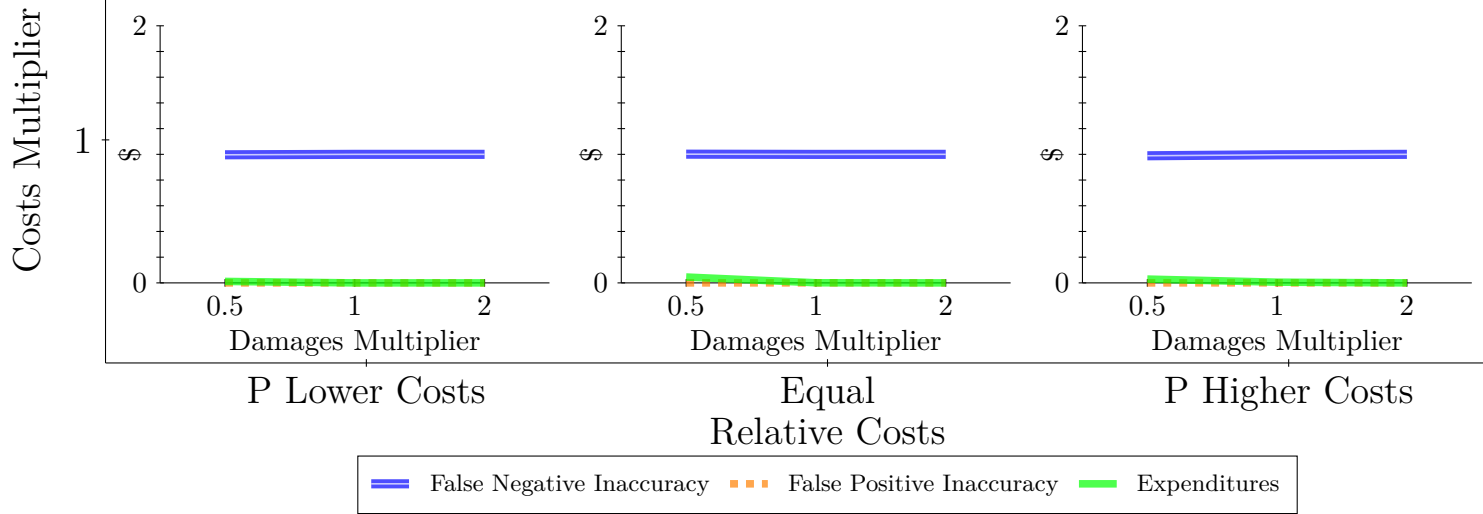 Costs Multiplier
1
2
$
0
0.5 1 2
Damages Multiplier
2
$
0
0.5 1 2
Damages Multiplier
2
$
0
0.5 1 2
Damages Multiplier
P Lower Costs
Equal
P Higher Costs
Relative Costs
False Negative Inaccuracy
False Positive Inaccuracy
Expenditures